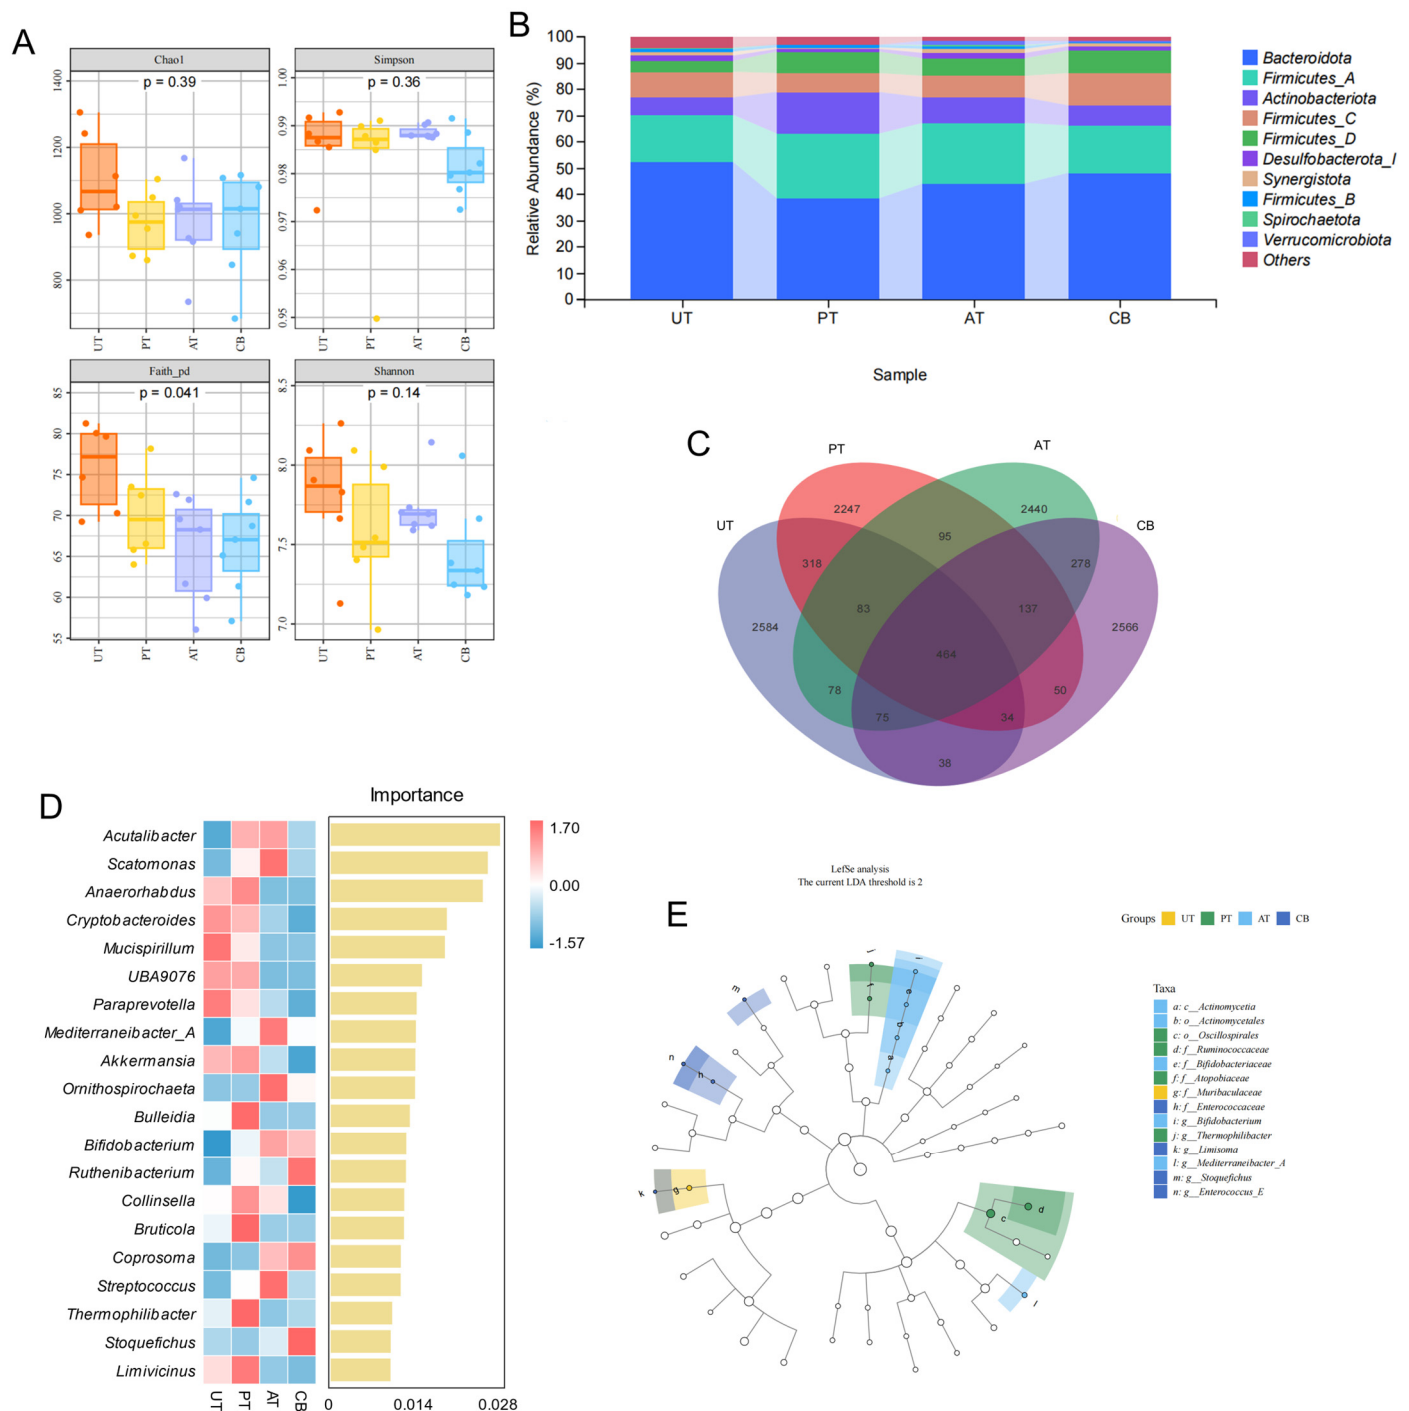 A
Chao1
p = 0.39
1400
1200
1000
800
UT
PT
AT
CB
Simpson
p = 0.36
1.00
0.99
0.98
0.97
0.96
0.95
UT
PT
AT
CB
Faith_pd
p = 0.041
85
80
75
70
65
60
55
UT
PT
AT
CB
Shannon
p = 0.14
8.5
8.0
7.5
7.0
UT
PT
AT
CB
B
Relative Abundance (%)
100
90
80
70
60
50
40
30
20
10
0
UT
PT
AT
CB
Sample
Bacteroidota
Firmicutes_A
Actinobacteriota
Firmicutes_C
Firmicutes_D
Desulfobacterota_I
Synergistota
Firmicutes_B
Spirochaetota
Verrucomicrobiota
Others
C
PT
AT
UT
CB
2247
2440
95
318
278
83
137
2584
2566
464
78
50
75
34
38
D
Importance
Acutalibacter
Scatomonas
Anaerorhabdus
Cryptobacteroides
Mucispirillum
UBA9076
Paraprevotella
Mediterraneibacter_A
Akkermansia
Ornithospirochaeta
Bulleidia
Bifidobacterium
Ruthenibacterium
Collinsella
Bruticola
Coprosoma
Streptococcus
Thermophilibacter
Stoquefichus
Limivicinus
UT
PT
AT
CB
0
0.014
0.028
1.70
0.00
-1.57
E
LefSe analysis
The current LDA threshold is 2
Groups UT PT AT CB
Taxa
a: c__Actinomycetia
b: o__Actinomycetales
c: o__Oscillospirales
d: f__Ruminococcaceae
e: f__Bifidobacteriaceae
f: f__Atopobiaceae
g: f__Muribaculaceae
h: f__Enterococcaceae
i: g__Bifidobacterium
j: g__Thermophilibacter
k: g__Limisoma
l: g__Mediterraneibacter_A
m: g__Stoquefichus
n: g__Enterococcus_E
m
n
h
k
g
j
f
i
e
b
a
c
d
l